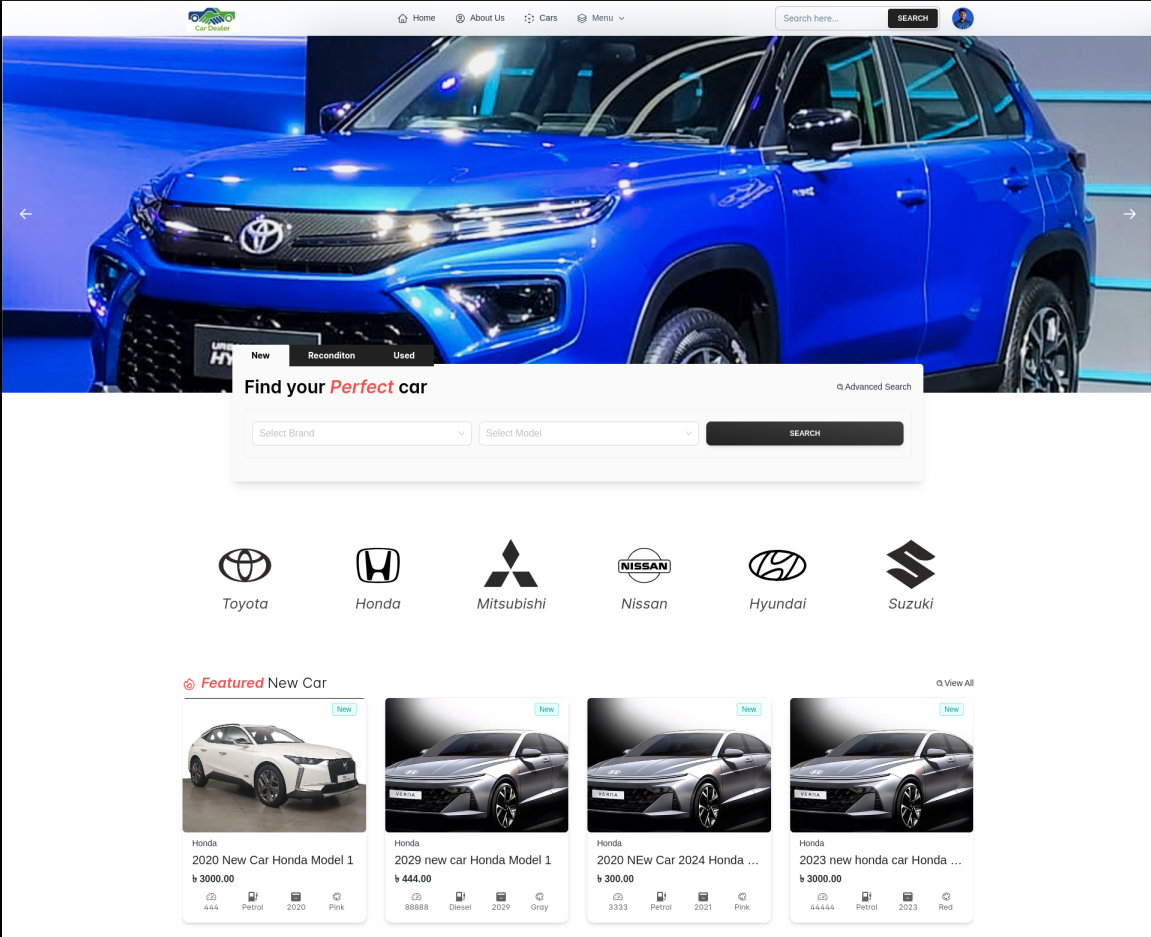 Car Dealer
Home
About Us
Cars
Menu
Search here...
SEARCH
New
Reconditon
Used
Find your Perfect car
Advanced Search
Select Brand
Select Model
SEARCH
NISSAN
Toyota
Honda
Mitsubishi
Nissan
Hyundai
Suzuki
Featured New Car
View All
New
Honda
2020 New Car Honda Model 1
৳ 3000.00
444
Petrol
2020
Pink
New
VERNA
Honda
2029 new car Honda Model 1
৳ 444.00
88888
Diesel
2029
Gray
New
VERNA
Honda
2020 NEw Car 2024 Honda ...
৳ 300.00
3333
Petrol
2021
Pink
New
VERNA
Honda
2023 new honda car Honda ...
৳ 3000.00
44444
Petrol
2023
Red